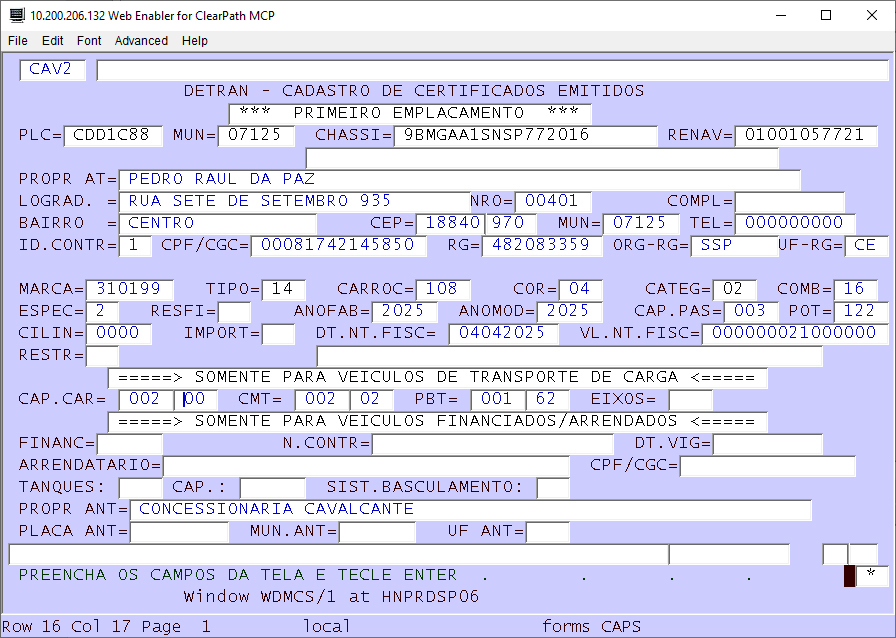 10.200.206.132 Web Enabler for ClearPath MCP
File Edit Font Advanced Help
CAV2
DETRAN - CADASTRO DE CERTIFICADOS EMITIDOS
*** PRIMEIRO EMPLACAMENTO ***
PLC= CDD1C88 MUN= 07125 CHASSI= 9BMGAA1SNSP772016 RENAV= 01001057721
PROPR AT= PEDRO RAUL DA PAZ
LOGRAD. = RUA SETE DE SETEMBRO 935 NRO= 00401 COMPL=
BAIRRO = CENTRO CEP= 18840 970 MUN= 07125 TEL= 000000000
ID.CONTR= 1 CPF/CGC= 00081742145850 RG= 482083359 ORG-RG= SSP UF-RG= CE
MARCA= 310199 TIPO= 14 CARROC= 108 COR= 04 CATEG= 02 COMB= 16
ESPEC= 2 RESFI= ANOFAB= 2025 ANOMOD= 2025 CAP.PAS= 003 POT= 122
CILIN= 0000 IMPORT= DT.NT.FISC= 04042025 VL.NT.FISC= 000000021000000
RESTR=
=====> SOMENTE PARA VEICULOS DE TRANSPORTE DE CARGA <=====
CAP.CAR= 002 00 CMT= 002 02 PBT= 001 62 EIXOS=
=====> SOMENTE PARA VEICULOS FINANCIADOS/ARRENDADOS <=====
FINANC= N.CONTR= DT.VIG=
ARRENDATARIO= CPF/CGC=
TANQUES: CAP.: SIST.BASCULAMENTO:
PROPR ANT= CONCESSIONARIA CAVALCANTE
PLACA ANT= MUN.ANT= UF ANT=
PREENCHA OS CAMPOS DA TELA E TECLE ENTER . . . . *
Window WDMCS/1 at HNPRDSP06
Row 16 Col 17 Page 1 local forms CAPS